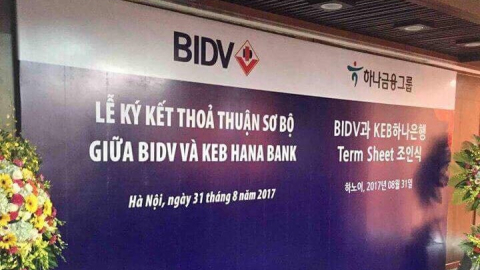 BIDV
하나금융그룹
LỄ KÝ KẾT THOẢ THUẬN SƠ BỘ
GIỮA BIDV VÀ KEB HANA BANK
Hà Nội, ngày 31 tháng 8 năm 2017
BIDV과 KEB하나은행
Term Sheet 조인식
하노이, 2017년 08월 31일